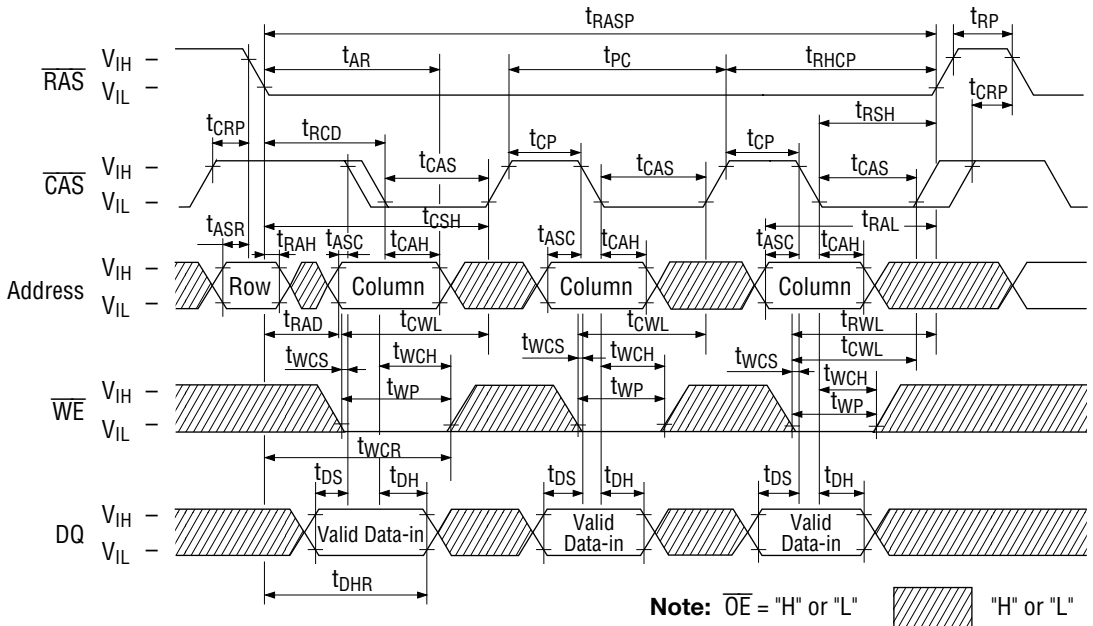 tRASP
tRP
VIH
tAR
tPC
tRHCP
RAS
VIL
tCRP
tCRP
tRCD
tRSH
tCP
tCP
VIH
tCAS
tCAS
tCAS
CAS
VIL
tCSH
tRAL
tASR
tRAH
tASC
tCAH
tASC
tCAH
tASC
tCAH
VIH
Address
Row
Column
Column
Column
VIL
tRAD
tCWL
tCWL
tRWL
tWCS
tWCH
tWCS
tWCH
tWCS
tCWL
tWCH
VIH
tWP
tWP
tWP
WE
VIL
tWCR
tDS
tDH
tDS
tDH
tDS
tDH
VIH
DQ
Valid Data-in
Valid
Data-in
Valid
Data-in
VIL
tDHR
Note: OE = "H" or "L"
"H" or "L"